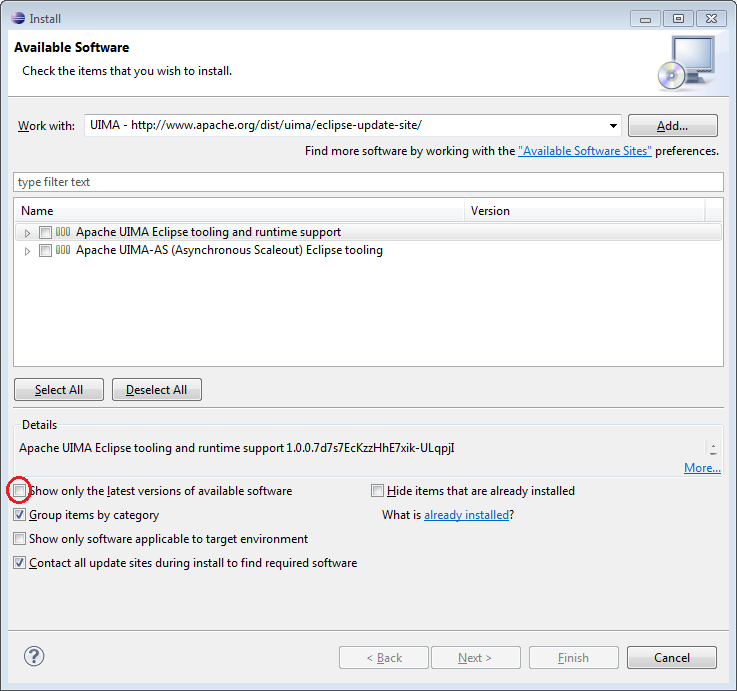 Install
Available Software
Check the items that you wish to install.
Work with: UIMA - http://www.apache.org/dist/uima/eclipse-update-site/ Add...
Find more software by working with the "Available Software Sites" preferences.
type filter text
Name Version
Apache UIMA Eclipse tooling and runtime support
Apache UIMA-AS (Asynchronous Scaleout) Eclipse tooling
Select All Deselect All
Details
Apache UIMA Eclipse tooling and runtime support 1.0.0.7d7s7EcKzzHhE7xik-ULqpjI
More...
Show only the latest versions of available software Hide items that are already installed
Group items by category What is already installed?
Show only software applicable to target environment
Contact all update sites during install to find required software
? < Back Next > Finish Cancel